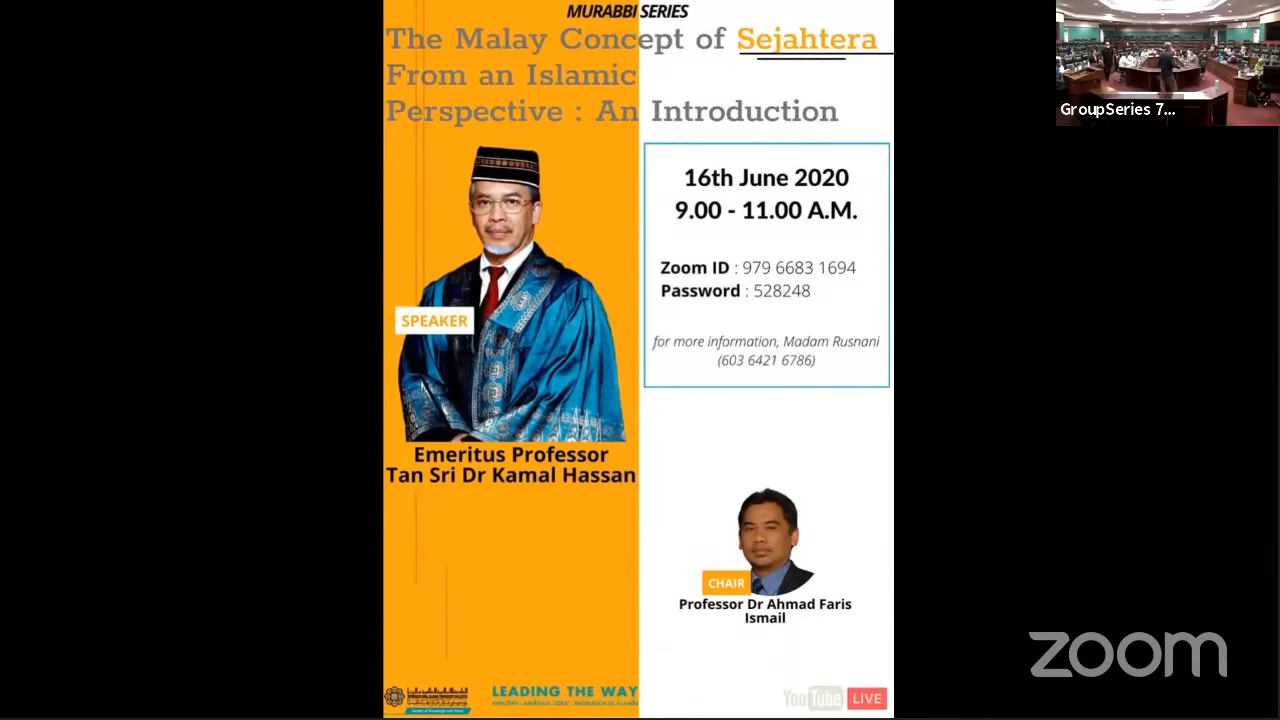 MURABBI SERIES
The Malay Concept of Sejahtera
From an Islamic
Perspective : An Introduction
16th June 2020
9.00 - 11.00 A.M.
Zoom ID : 979 6683 1694
Password : 528248
for more information, Madam Rusnani
(603 6421 6786)
SPEAKER
Emeritus Professor
Tan Sri Dr Kamal Hassan
CHAIR
Professor Dr Ahmad Faris
Ismail
LEADING THE WAY
YouTube LIVE
GroupSeries 7...
zoom